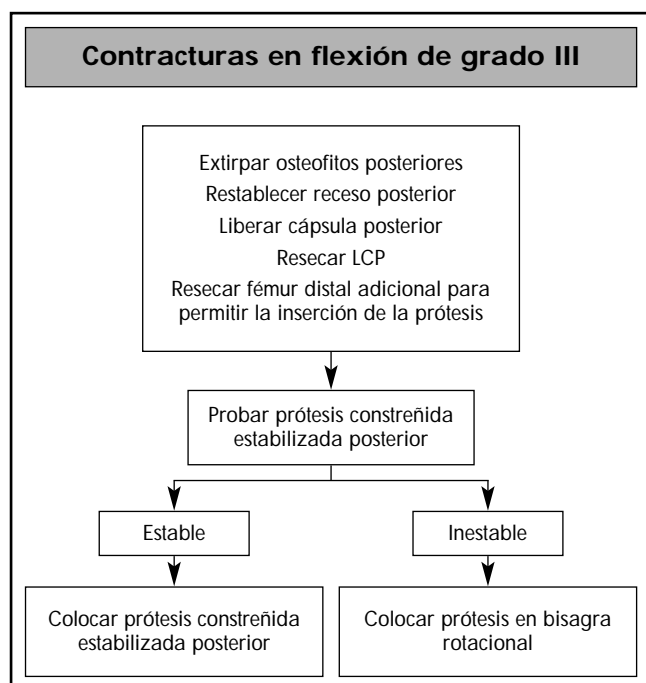 Contracturas en flexión de grado III
Extirpar osteofitos posteriores
Restablecer receso posterior
Liberar cápsula posterior
Resecar LCP
Resecar fémur distal adicional para
permitir la inserción de la prótesis
Probar prótesis constreñida
estabilizada posterior
Estable
Inestable
Colocar prótesis constreñida
estabilizada posterior
Colocar prótesis en bisagra
rotacional